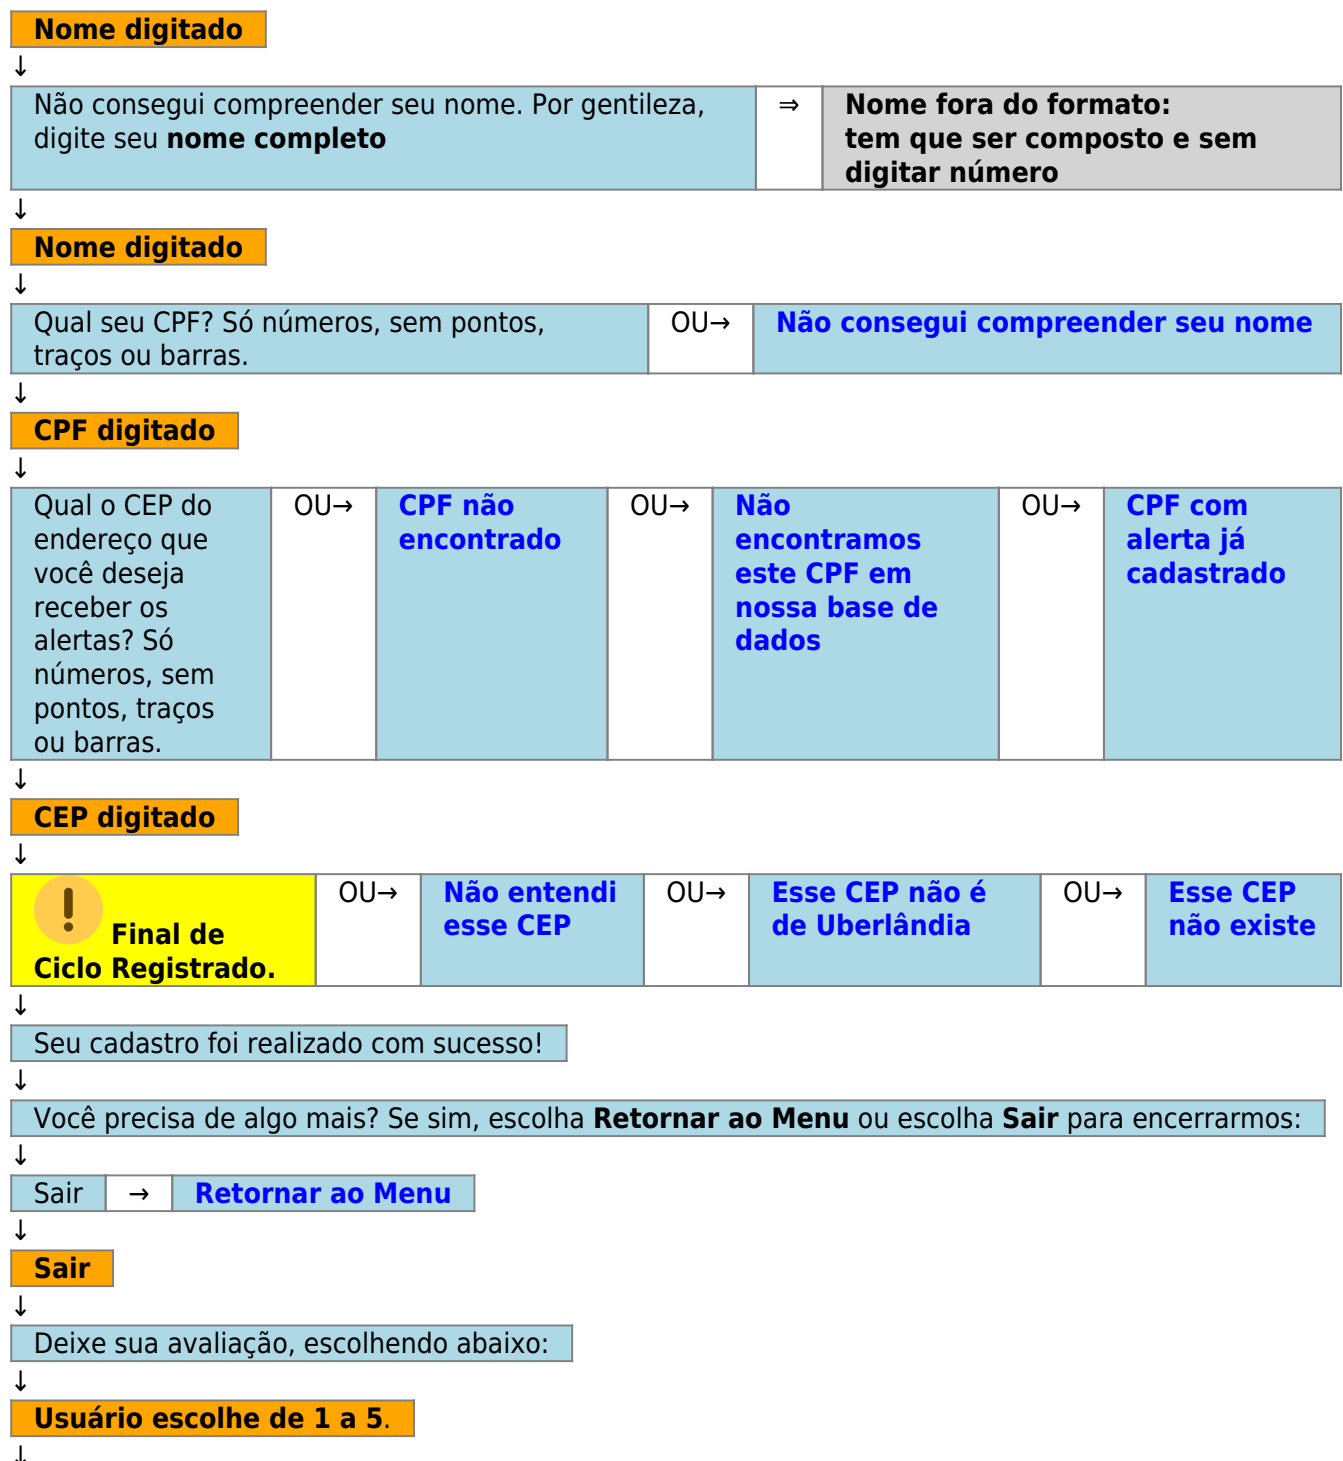 Nome digitado
↓
Não consegui compreender seu nome. Por gentileza,
digite seu nome completo
⇒
Nome fora do formato:
tem que ser composto e sem
digitar número
↓
Nome digitado
↓
Qual seu CPF? Só números, sem pontos,
traços ou barras.
OU→
Não consegui compreender seu nome
↓
CPF digitado
↓
Qual o CEP do
endereço que
você deseja
receber os
alertas? Só
números, sem
pontos, traços
ou barras.
OU→
CPF não
encontrado
OU→
Não
encontramos
este CPF em
nossa base de
dados
OU→
CPF com
alerta já
cadastrado
↓
CEP digitado
↓
Final de
Ciclo Registrado.
OU→
Não entendi
esse CEP
OU→
Esse CEP não é
de Uberlândia
OU→
Esse CEP
não existe
↓
Seu cadastro foi realizado com sucesso!
↓
Você precisa de algo mais? Se sim, escolha Retornar ao Menu ou escolha Sair para encerrarmos:
↓
Sair → Retornar ao Menu
↓
Sair
↓
Deixe sua avaliação, escolhendo abaixo:
↓
Usuário escolhe de 1 a 5.
↓